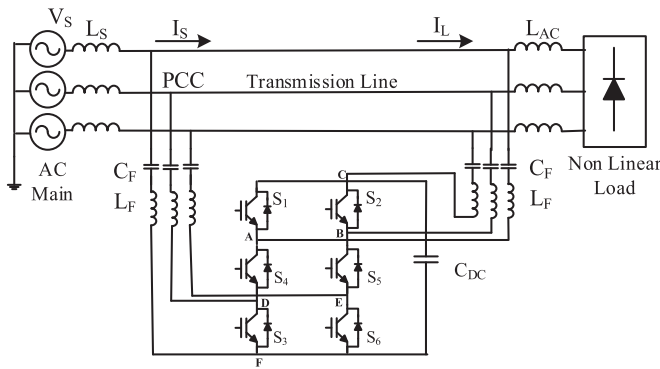 V_S
L_S
I_S
I_L
L_AC
PCC
Transmission Line
AC
Main
C_F
L_F
C_F
L_F
Non Linear
Load
C
S_1
S_2
A
B
S_4
S_5
C_DC
D
E
S_3
S_6
F